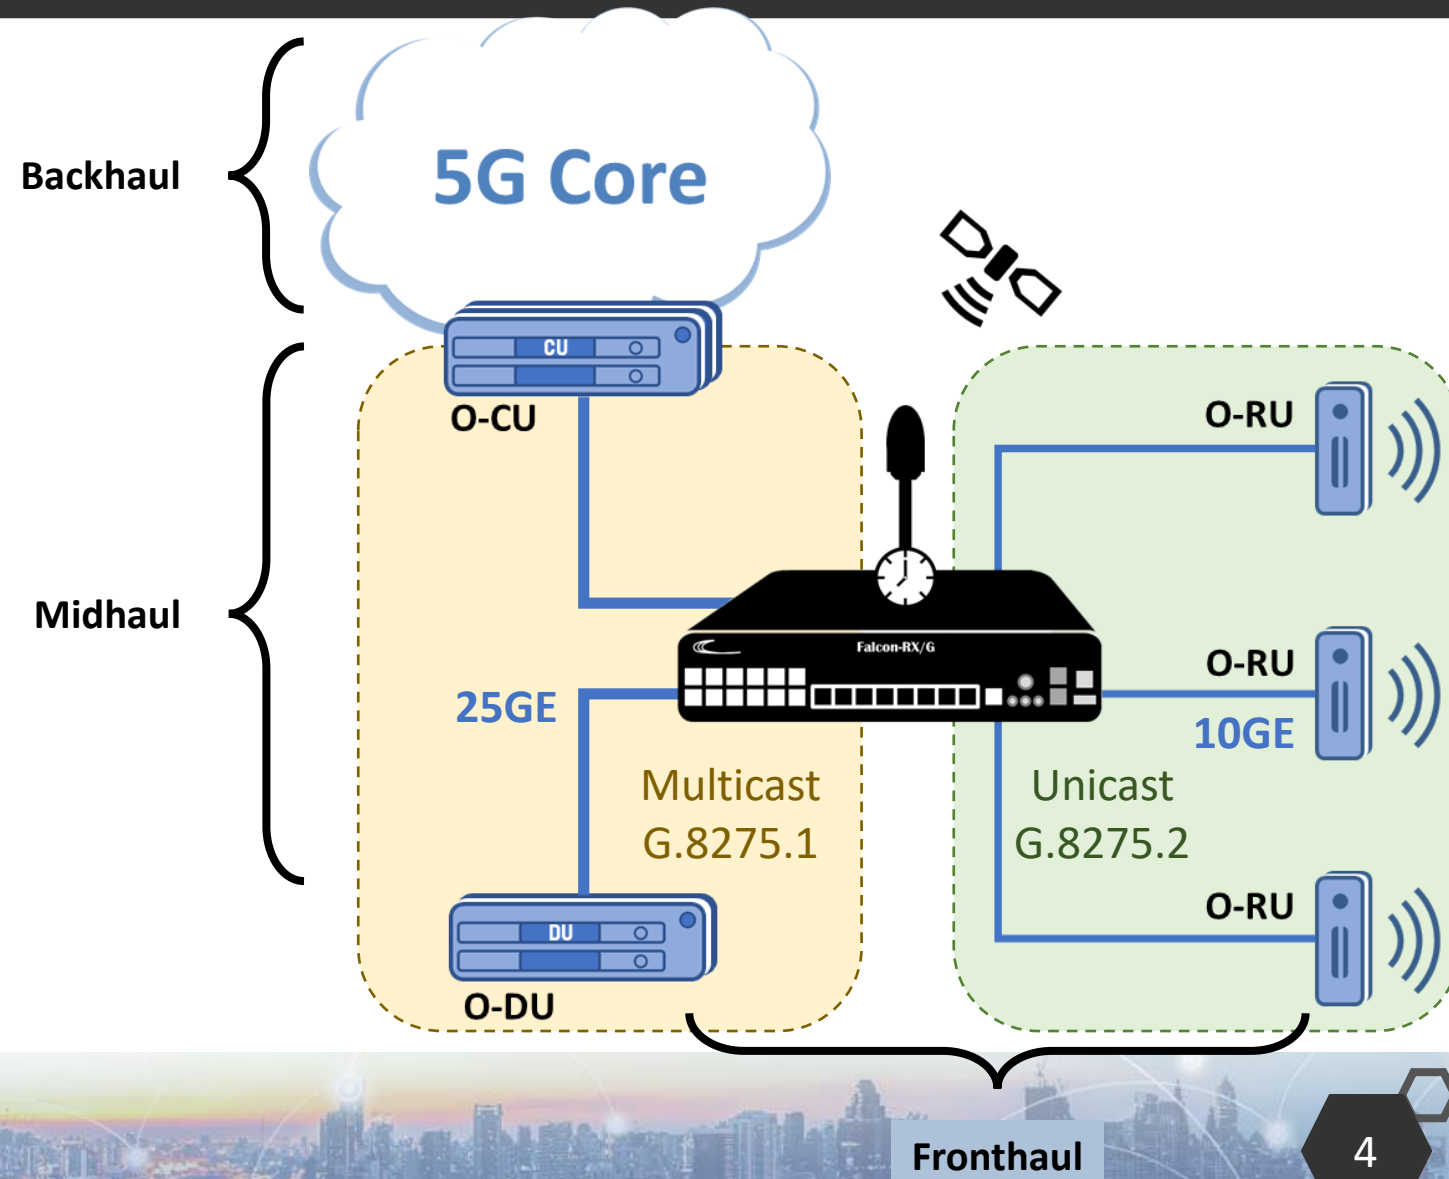 5G Core
Backhaul
CU
O-CU
O-RU
Midhaul
Falcon-RX/G
O-RU
25GE
10GE
Multicast
G.8275.1
Unicast
G.8275.2
O-RU
DU
O-DU
Fronthaul
4